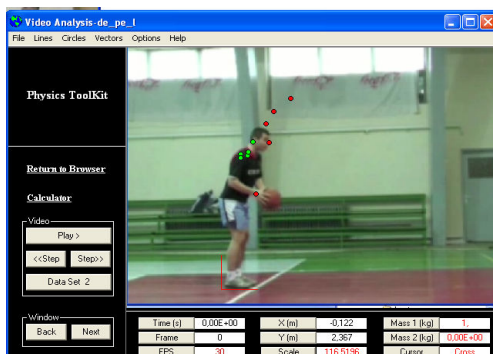 Video Analysis-de_pe_l
File Lines Circles Vectors Options Help
Physics ToolKit
Return to Browser
Calculator
Video
Play >
<<Step Step>>
Data Set 2
Window
Back Next
Time (s) 0,00E+00 X (m) -0,122 Mass 1 (kg) 1,
Frame 0 Y (m) 2,367 Mass 2 (kg) 0,00E+00
FPS 30 Scale 116,5196 Cursor Cross